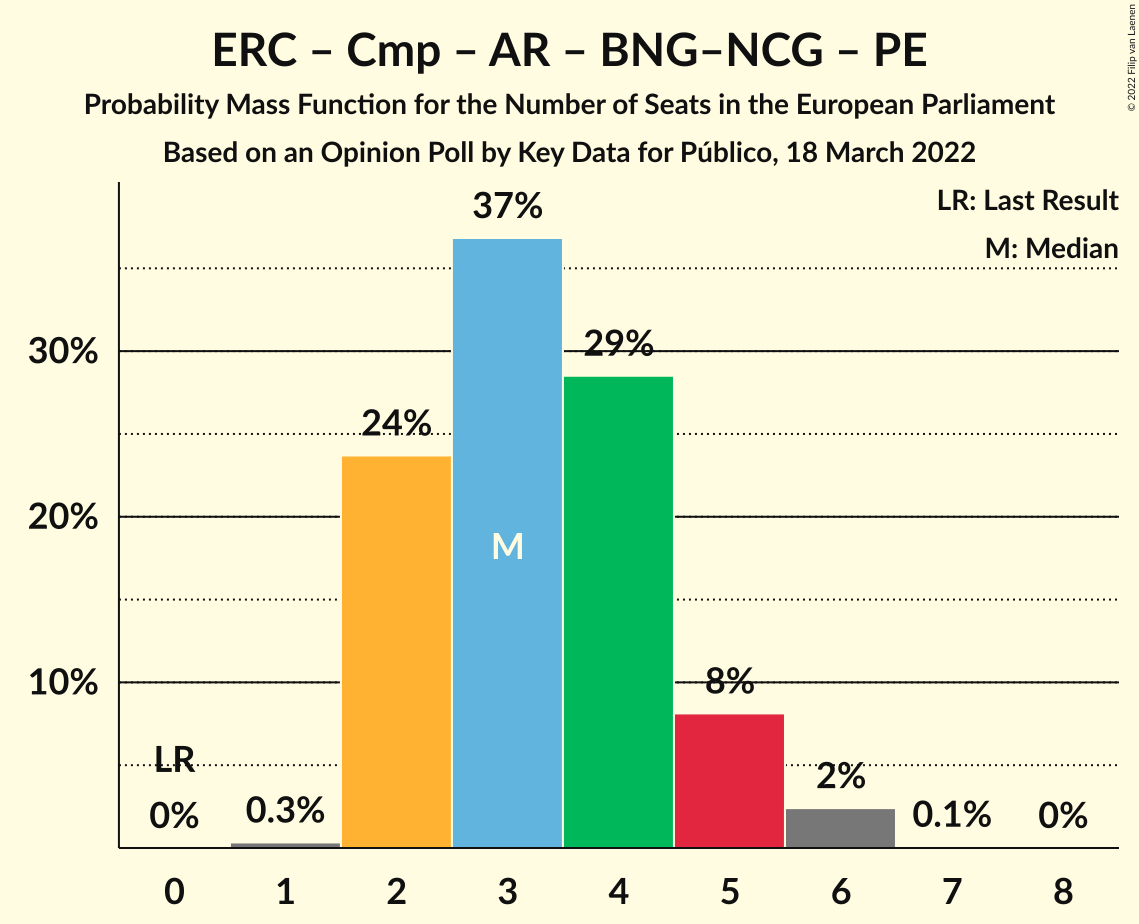 ERC – Cmp – AR – BNG–NCG – PE
Probability Mass Function for the Number of Seats in the European Parliament
Based on an Opinion Poll by Key Data for Público, 18 March 2022
© 2022 Filip van Laenen
LR: Last Result
M: Median
37%
30%
29%
24%
20%
M
10%
8%
LR
2%
0%
0.3%
0.1%
0%
0 1 2 3 4 5 6 7 8